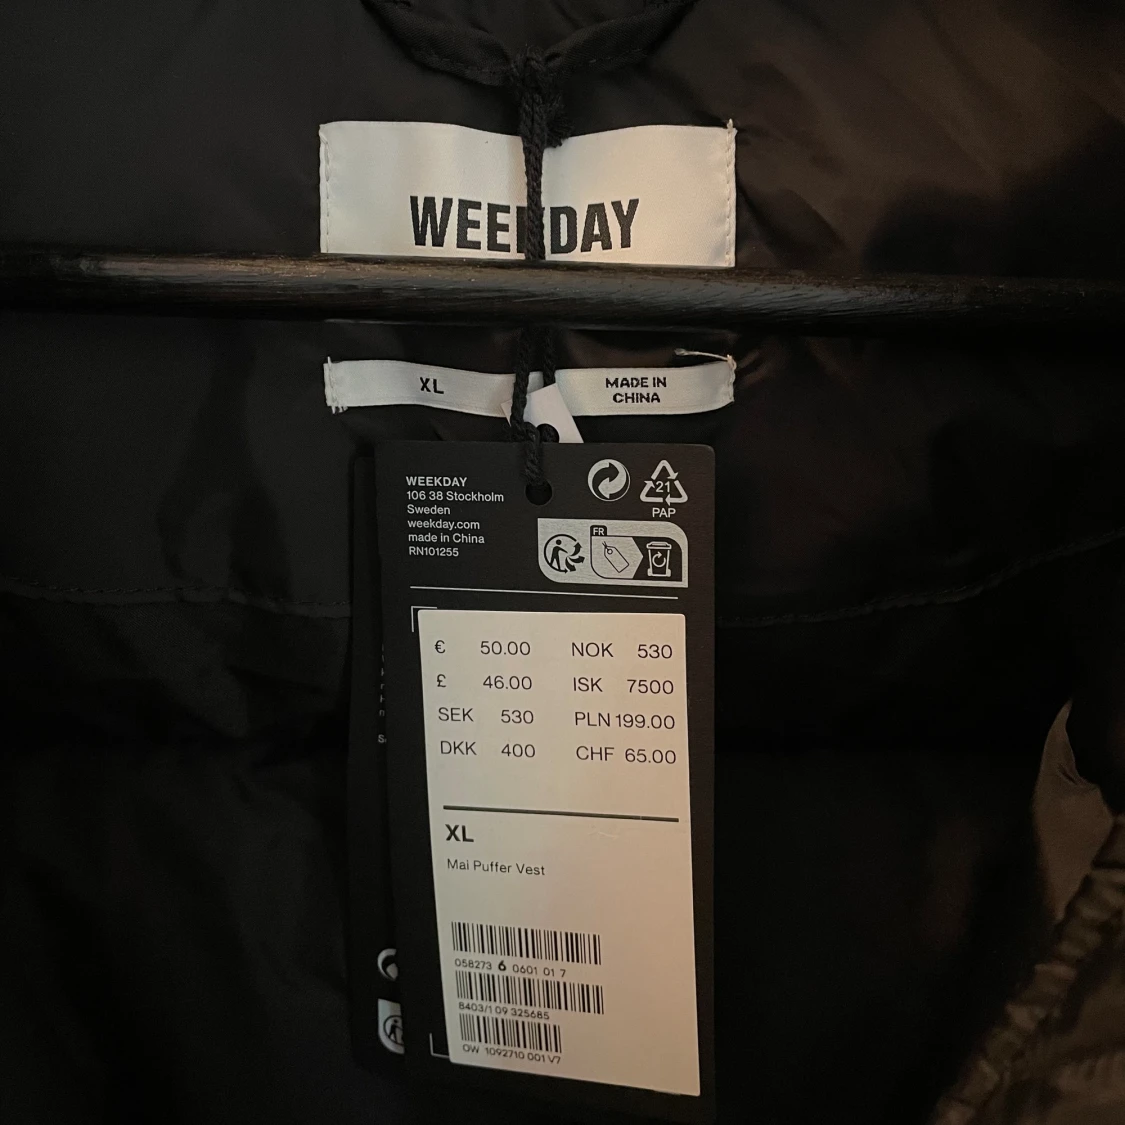 WEEKDAY
XL
MADE IN
CHINA
WEEKDAY
106 38 Stockholm
Sweden
weekday.com
made in China
RN101255
21
PAP
FR
€ 50.00 NOK 530
£ 46.00 ISK 7500
SEK 530 PLN 199.00
DKK 400 CHF 65.00
XL
Mai Puffer Vest
058273 6 0601 01 7
8403/1 09 325685
OW 1092710 001 V7